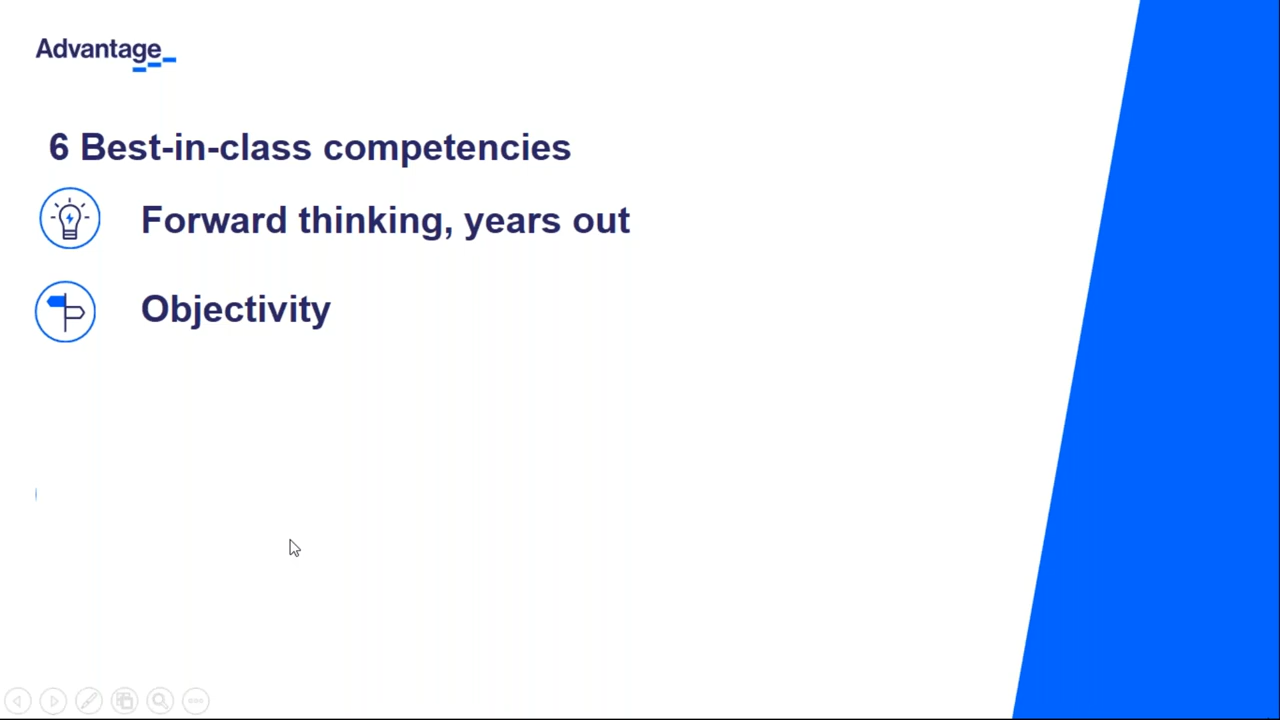 Advantage
6 Best-in-class competencies
Forward thinking, years out
Objectivity